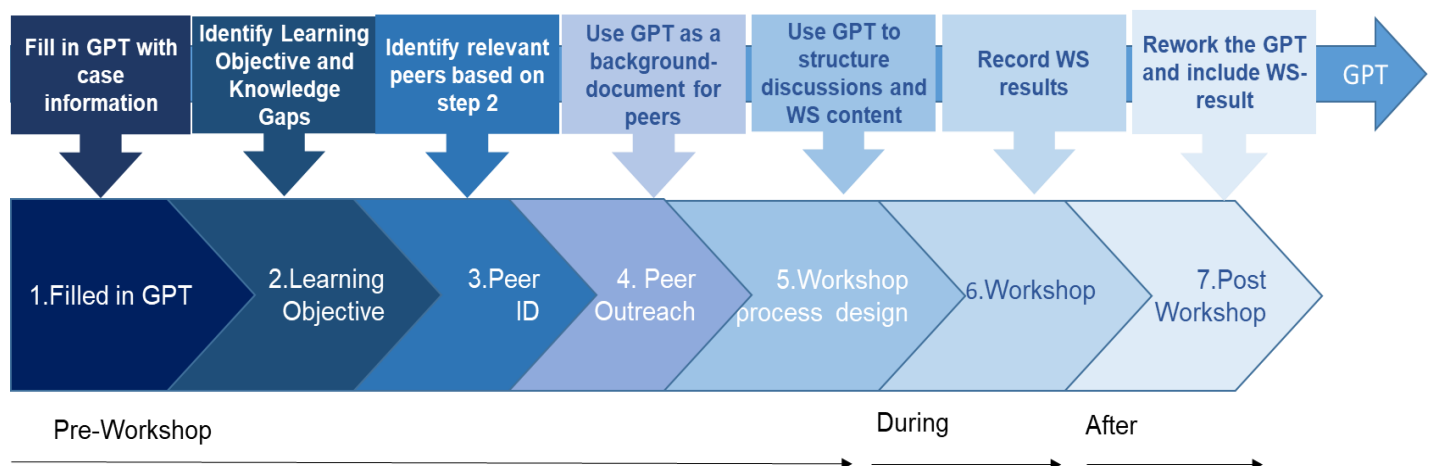 Fill in GPT with
case
information
Identify Learning
Objective and
Knowledge
Gaps
Identify relevant
peers based on
step 2
Use GPT as a
background-
document for
peers
Use GPT to
structure
discussions and
WS content
Record WS
results
Rework the GPT
and include WS-
result
GPT
1.Filled in GPT
2.Learning
Objective
3.Peer
ID
4. Peer
Outreach
5.Workshop
process design
6.Workshop
7.Post
Workshop
Pre-Workshop
During
After